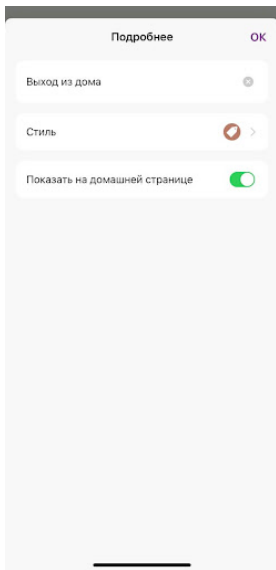 Подробнее
OK
Выход из дома
Стиль
Показать на домашней странице